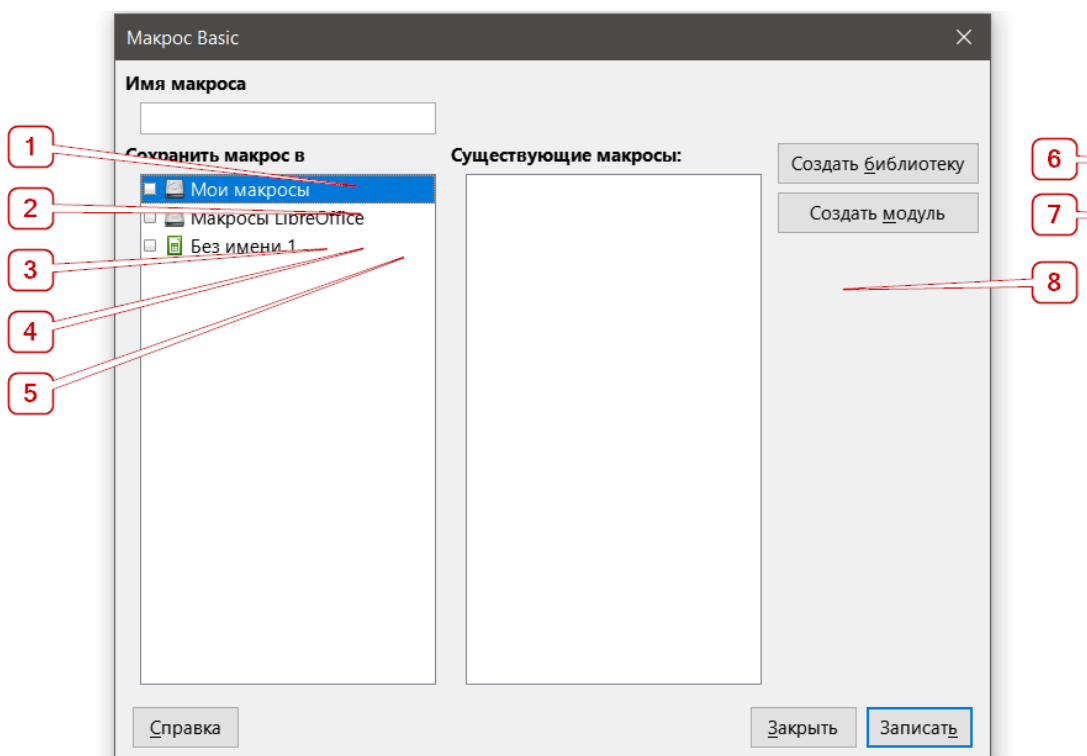 Макрос Basic
Имя макроса
1
Сохранить макрос в
Существующие макросы:
Создать библиотеку
6
Мои макросы
2
Макросы LibreOffice
Создать модуль
7
Без имени 1
3
8
4
5
Справка
Закрыть
Записать